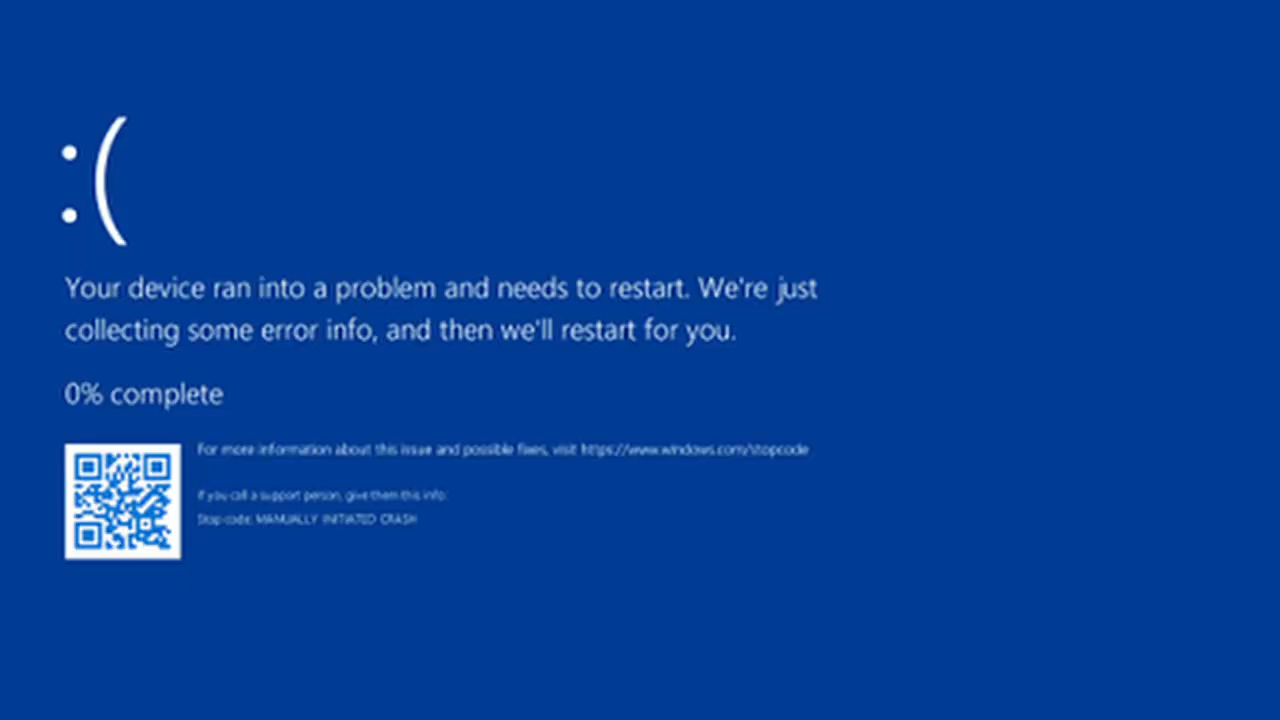 :(
Your device ran into a problem and needs to restart. We're just
collecting some error info, and then we'll restart for you.
0% complete
For more information about this issue and possible fixes, visit https://www.windows.com/stopcode
If you call a support person, give them this info:
Stop code: MANUALLY INITIATED CRASH